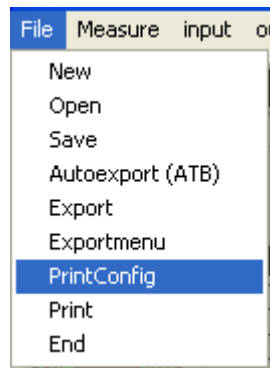 File Measure input
New
Open
Save
Autoexport (ATB)
Export
Exportmenu
PrintConfig
Print
End